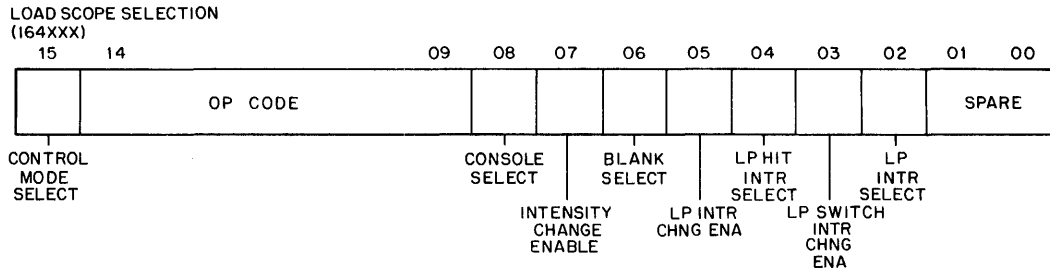 LOAD SCOPE SELECTION
(164XXX)
15 14 09 08 07 06 05 04 03 02 01 00
OP CODE SPARE
CONTROL
MODE
SELECT
CONSOLE
SELECT
INTENSITY
CHANGE
ENABLE
BLANK
SELECT
LP INTR
CHNG ENA
LP HIT
INTR
SELECT
LP SWITCH
INTR
CHNG
ENA
LP
INTR
SELECT